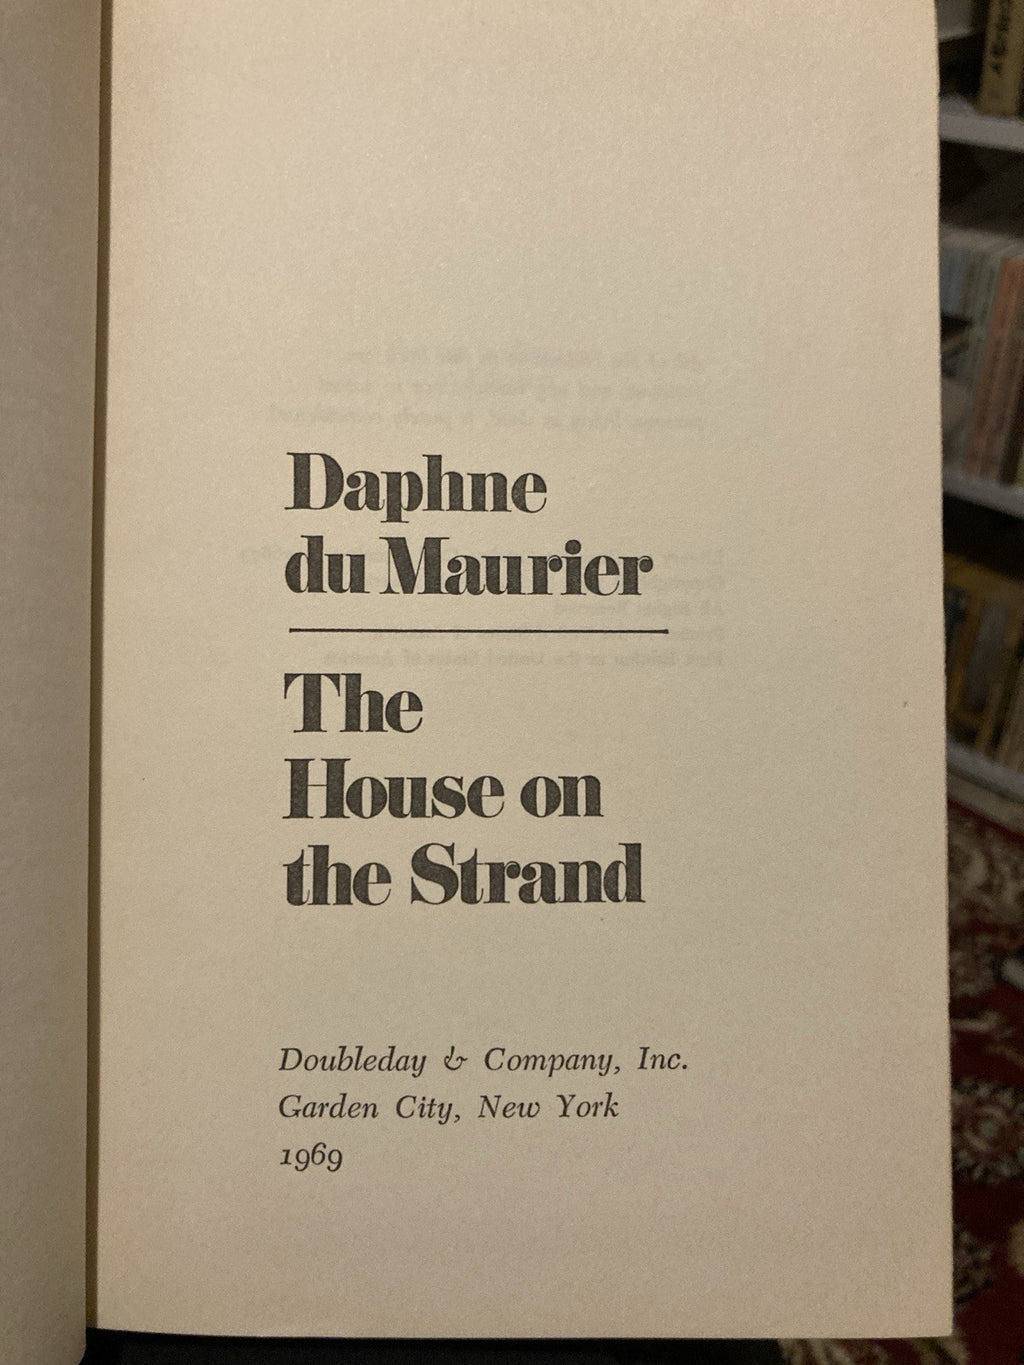 Daphne
du Maurier
The
House on
the Strand
Doubleday & Company, Inc.
Garden City, New York
1969